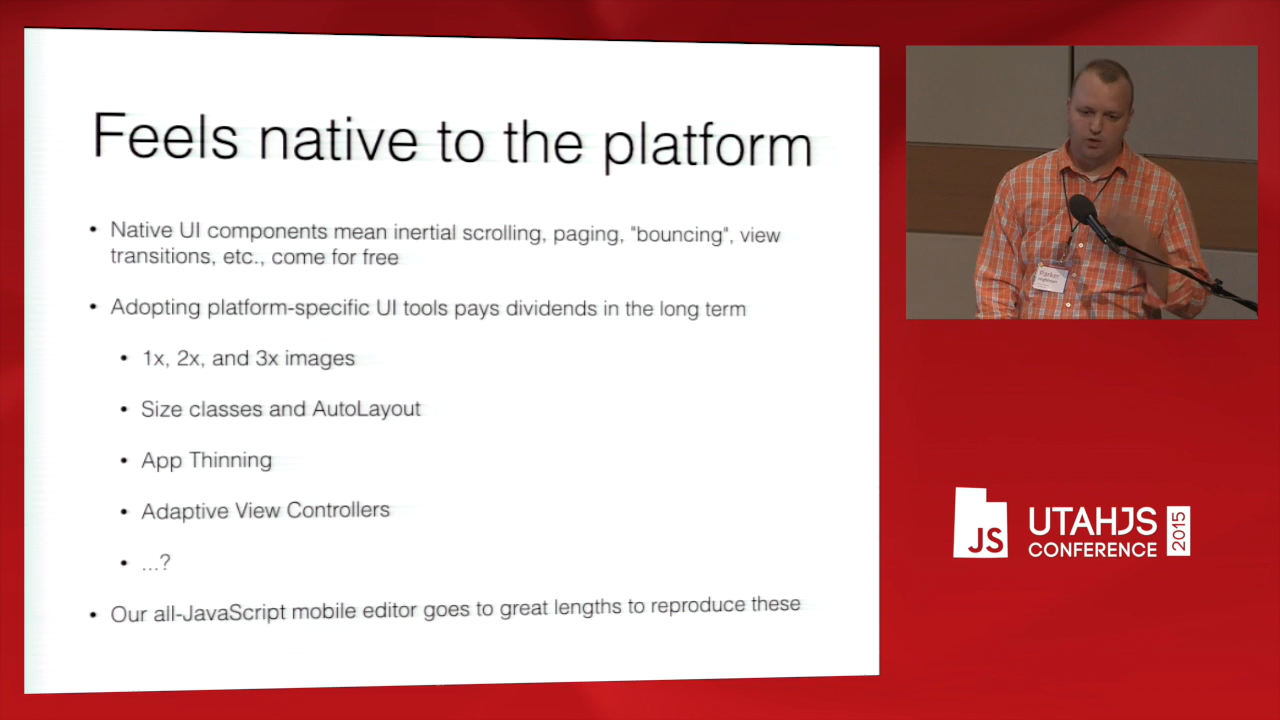 Feels native to the platform
• Native UI components mean inertial scrolling, paging, "bouncing", view
transitions, etc., come for free
• Adopting platform-specific UI tools pays dividends in the long term
• 1x, 2x, and 3x images
• Size classes and AutoLayout
• App Thinning
• Adaptive View Controllers
• ...?
• Our all-JavaScript mobile editor goes to great lengths to reproduce these
Parker
JS
UTAHJS
CONFERENCE
2015